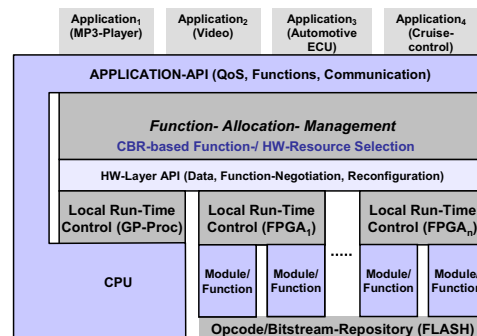 Application₁ Application₂ Application₃ Application₄
(MP3-Player) (Video) (Automotive (Cruise-
ECU) control)
APPLICATION-API (QoS, Functions, Communication)
Function- Allocation- Management
CBR-based Function-/ HW-Resource Selection
HW-Layer API (Data, Function-Negotiation, Reconfiguration)
Local Run-Time Local Run-Time Local Run-Time
Control (GP-Proc) Control (FPGA₁) Control (FPGAₙ)
.....
CPU
Module/ Module/ Module/ Module/
Function Function Function Function
Opcode/Bitstream-Repository (FLASH)